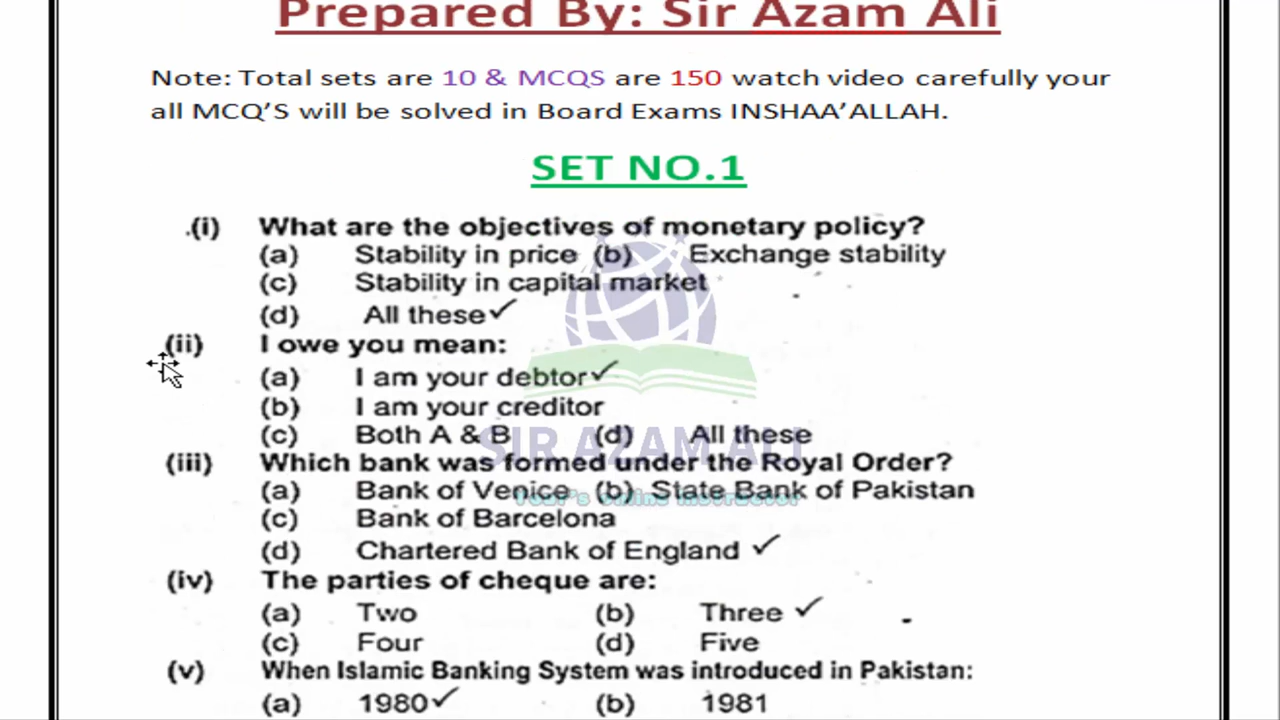 Prepared By: Sir Azam Ali
Note: Total sets are 10 & MCQS are 150 watch video carefully your
all MCQ'S will be solved in Board Exams INSHAA'ALLAH.
SET NO.1
.(i) What are the objectives of monetary policy?
(a) Stability in price (b) Exchange stability
(c) Stability in capital market
(d) All these✓
(ii) I owe you mean:
(a) I am your debtor✓
(b) I am your creditor
(c) Both A & B (d) All these
SIR AZAM ALI
(iii) Which bank was formed under the Royal Order?
(a) Bank of Venice (b) State Bank of Pakistan
Your's online instructor
(c) Bank of Barcelona
(d) Chartered Bank of England ✓
(iv) The parties of cheque are:
(a) Two (b) Three ✓
(c) Four (d) Five
(v) When Islamic Banking System was introduced in Pakistan:
(a) 1980✓ (b) 1981